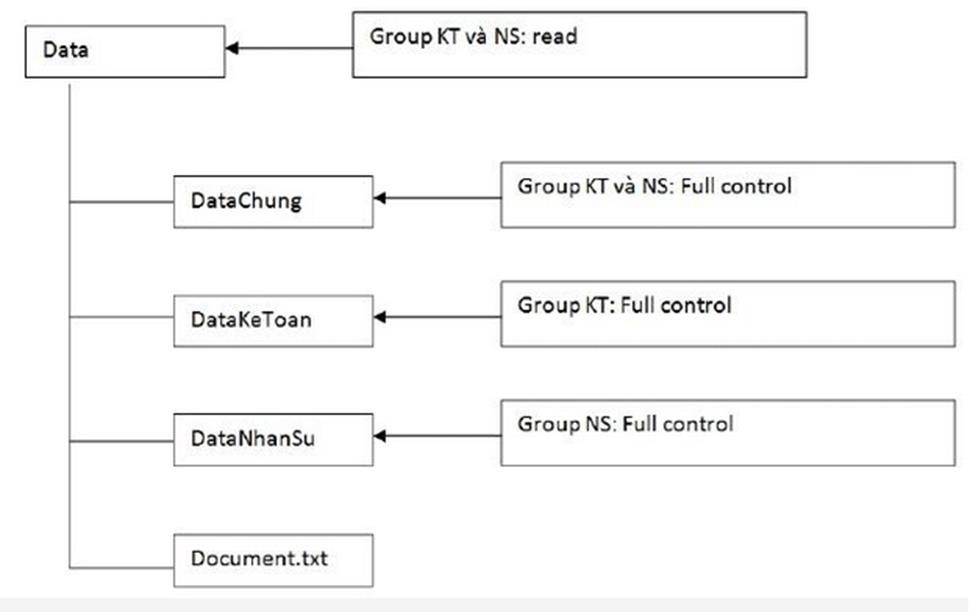 Data
Group KT và NS: read
DataChung
Group KT và NS: Full control
DataKeToan
Group KT: Full control
DataNhanSu
Group NS: Full control
Document.txt